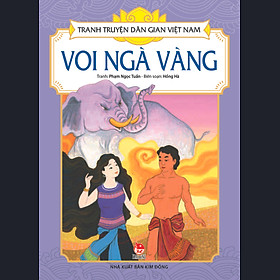 TRANH TRUYỆN DÂN GIAN VIỆT NAM
VOI NGÀ VÀNG
Tranh: Phạm Ngọc Tuấn - Biên soạn: Hồng Hà
NHÀ XUẤT BẢN KIM ĐỒNG